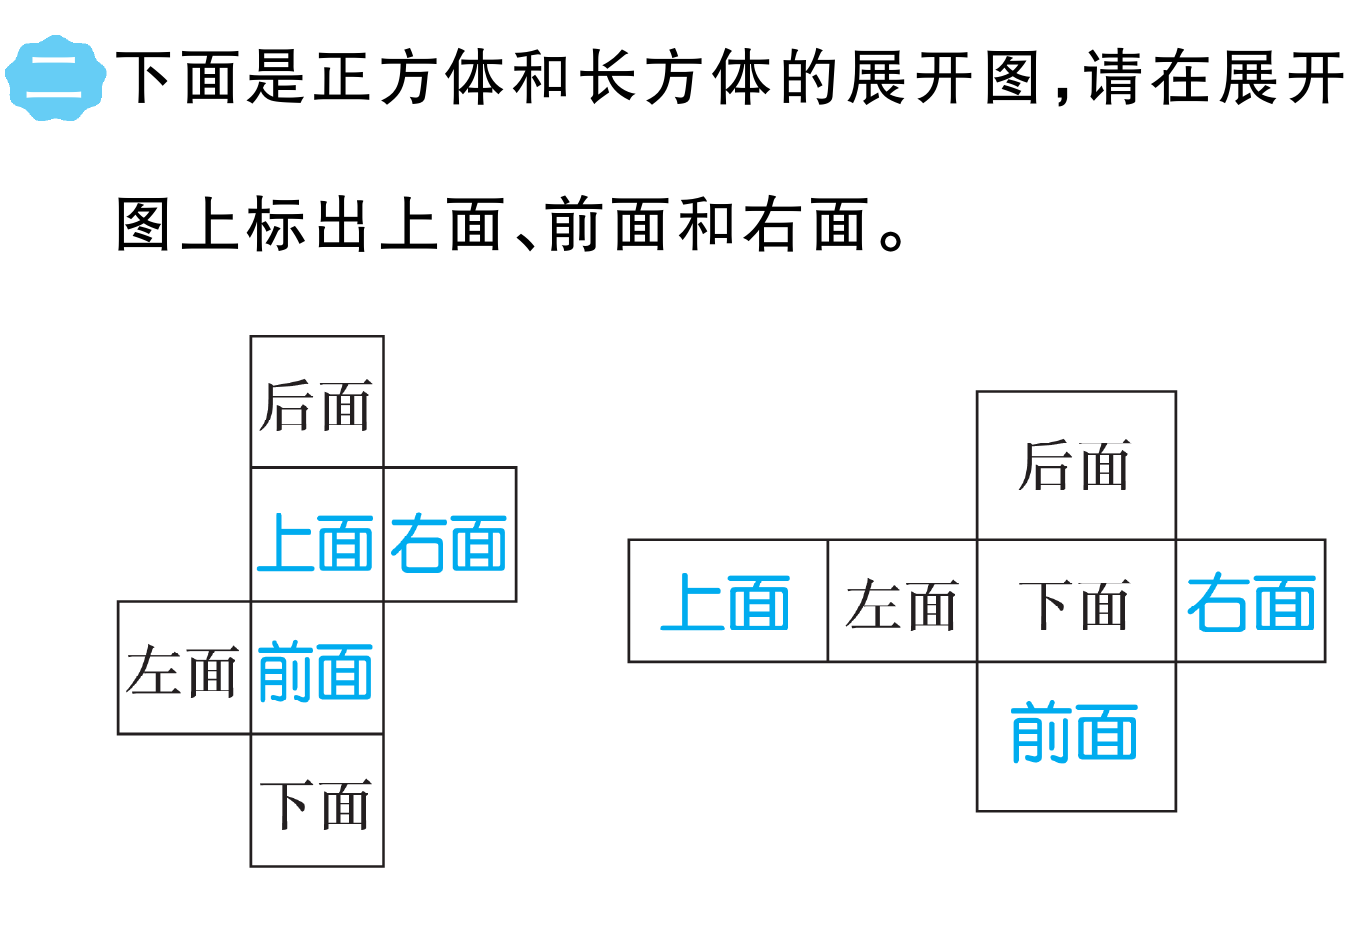 二 下面是正方体和长方体的展开图,请在展开
图上标出上面、前面和右面。
后面
上面 右面
左面 前面
下面
后面
上面 左面 下面 右面
前面